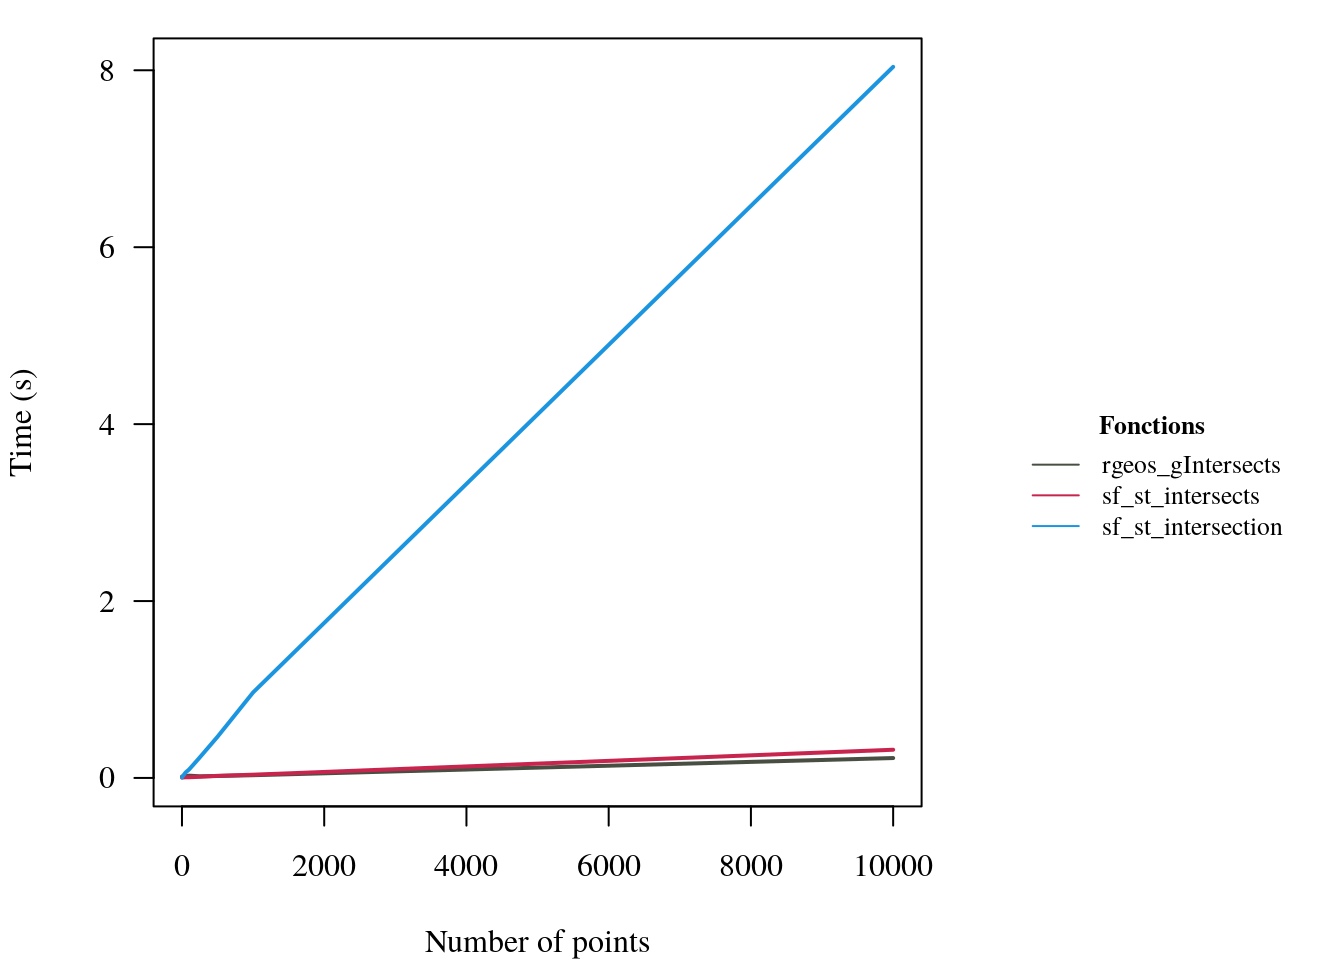 8
6
4
2
0
Time (s)
0 2000 4000 6000 8000 10000
Number of points
Fonctions
rgeos_gIntersects
sf_st_intersects
sf_st_intersection